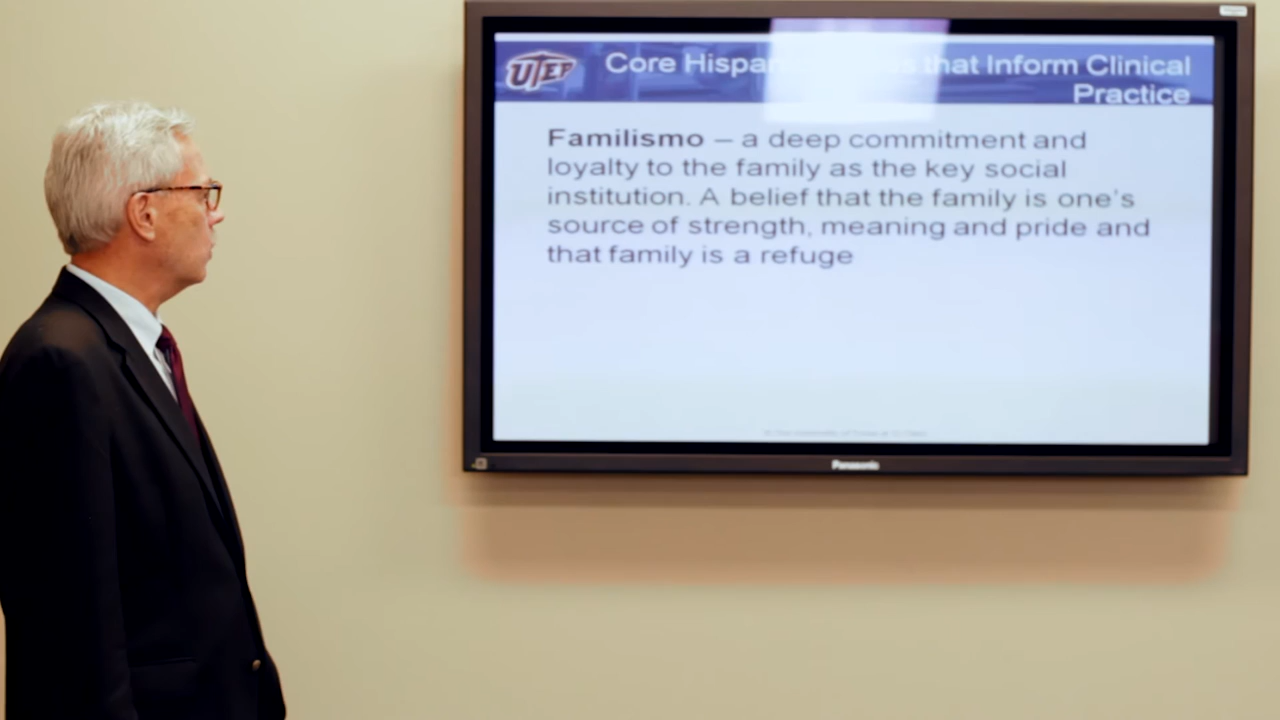 UTEP
Core Hispan that Inform Clinical
Practice
Familismo – a deep commitment and
loyalty to the family as the key social
institution. A belief that the family is one's
source of strength, meaning and pride and
that family is a refuge
Panasonic